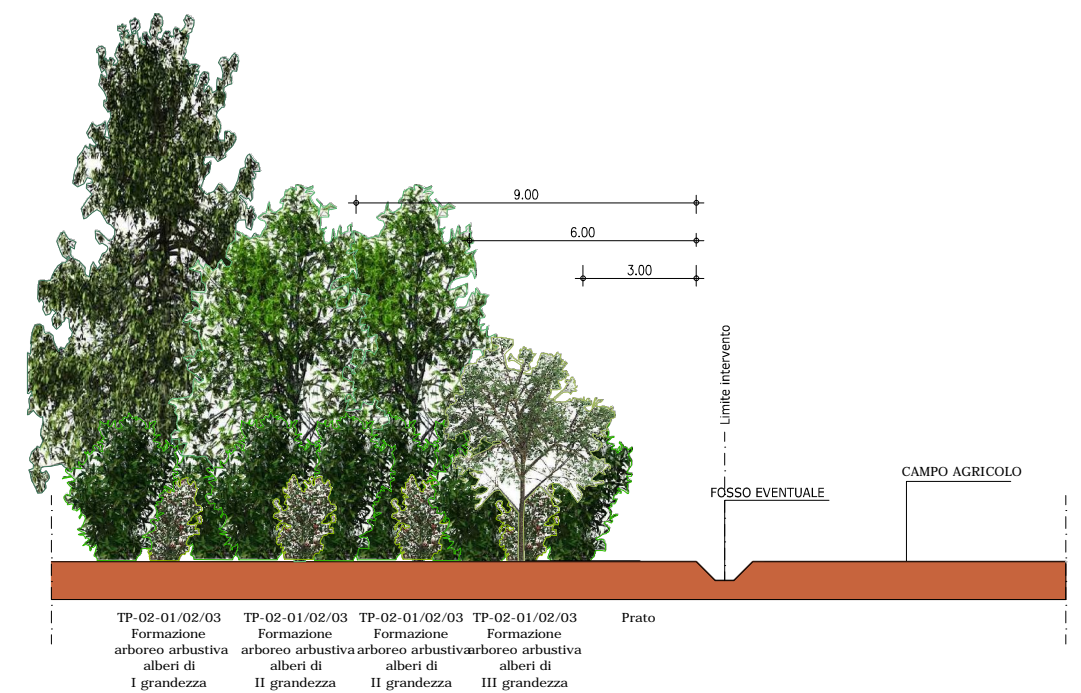 9.00
6.00
3.00
Limite intervento
CAMPO AGRICOLO
FOSSO EVENTUALE
TP-02-01/02/03
Formazione
arboreo arbustiva
alberi di
I grandezza
TP-02-01/02/03
Formazione
arboreo arbustiva
alberi di
II grandezza
TP-02-01/02/03
Formazione
arboreo arbustiva
alberi di
II grandezza
TP-02-01/02/03
Formazione
arboreo arbustiva
alberi di
III grandezza
Prato